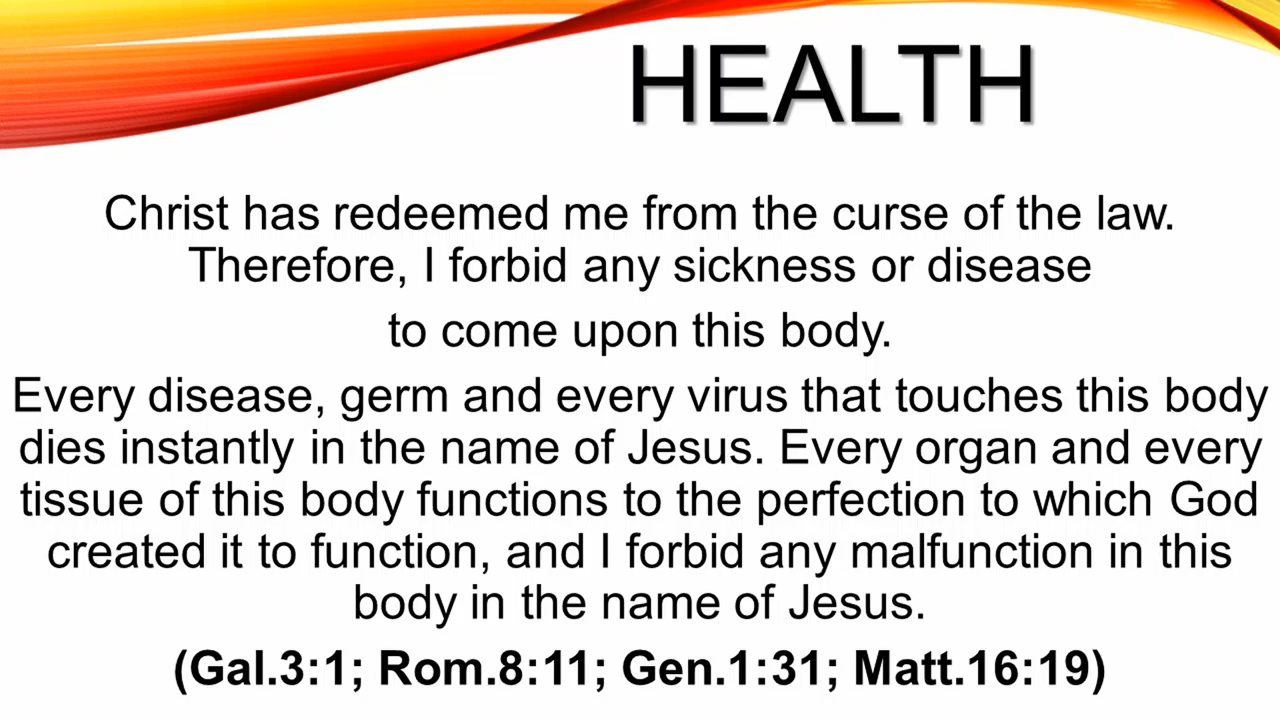 HEALTH
Christ has redeemed me from the curse of the law.
Therefore, I forbid any sickness or disease
to come upon this body.
Every disease, germ and every virus that touches this body
dies instantly in the name of Jesus. Every organ and every
tissue of this body functions to the perfection to which God
created it to function, and I forbid any malfunction in this
body in the name of Jesus.
(Gal.3:1; Rom.8:11; Gen.1:31; Matt.16:19)